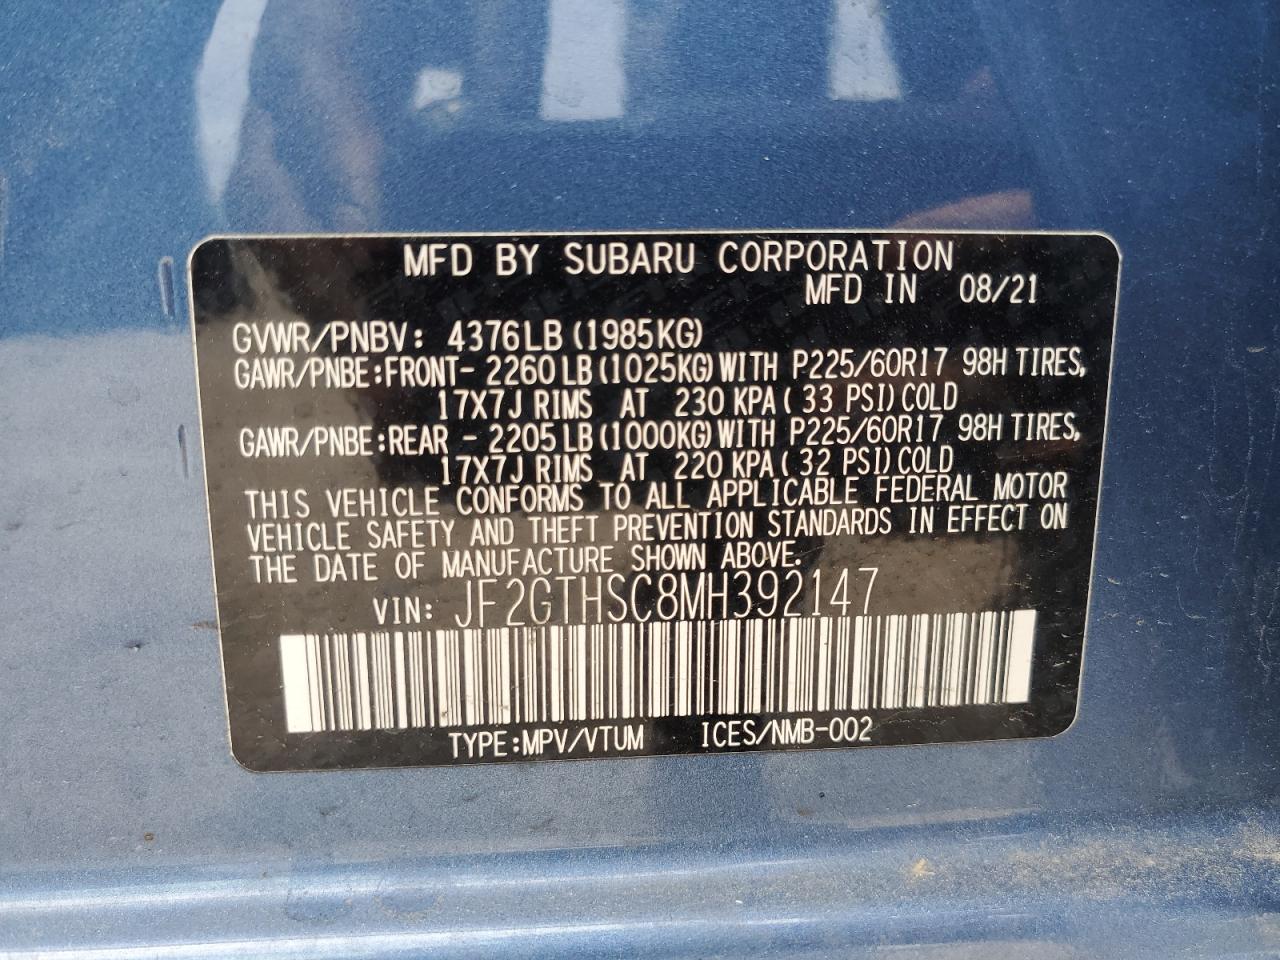 MFD BY SUBARU CORPORATION
MFD IN 08/21
GVWR/PNBV: 4376LB (1985KG)
GAWR/PNBE:FRONT- 2260LB (1025KG) WITH P225/60R17 98H TIRES,
17X7J RIMS AT 230 KPA ( 33 PSI) COLD
GAWR/PNBE:REAR - 2205LB (1000KG) WITH P225/60R17 98H TIRES,
17X7J RIMS AT 220 KPA ( 32 PSI) COLD
THIS VEHICLE CONFORMS TO ALL APPLICABLE FEDERAL MOTOR
VEHICLE SAFETY AND THEFT PREVENTION STANDARDS IN EFFECT ON
THE DATE OF MANUFACTURE SHOWN ABOVE.
VIN: JF2GTHSC8MH392147
TYPE:MPV/VTUM ICES/NMB-002